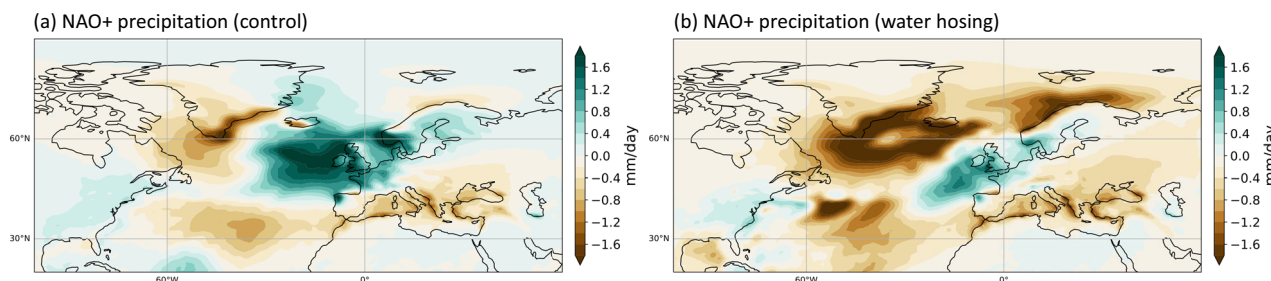 (a) NAO+ precipitation (control)
60°N
30°N
60°W
0°
1.6
1.2
0.8
0.4
0.0
−0.4
−0.8
−1.2
−1.6
mm/day
(b) NAO+ precipitation (water hosing)
60°N
30°N
60°W
0°
1.6
1.2
0.8
0.4
0.0
−0.4
−0.8
−1.2
−1.6
mm/day